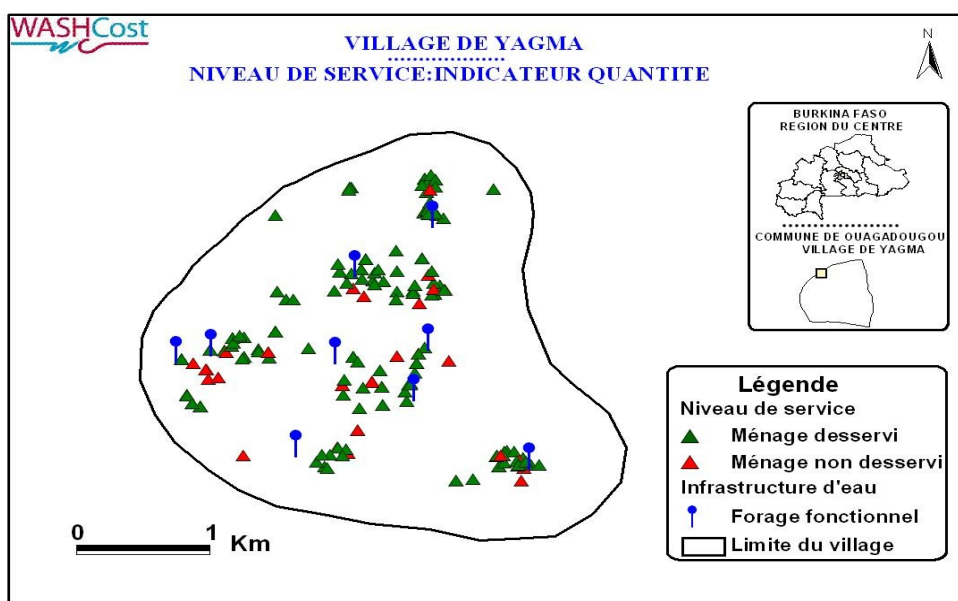 WASHCost
VILLAGE DE YAGMA
NIVEAU DE SERVICE:INDICATEUR QUANTITE
N
BURKINA FASO
REGION DU CENTRE
COMMUNE DE OUAGADOUGOU
VILLAGE DE YAGMA
Légende
Niveau de service
Ménage desservi
Ménage non desservi
Infrastructure d'eau
Forage fonctionnel
Limite du village
0 1
Km